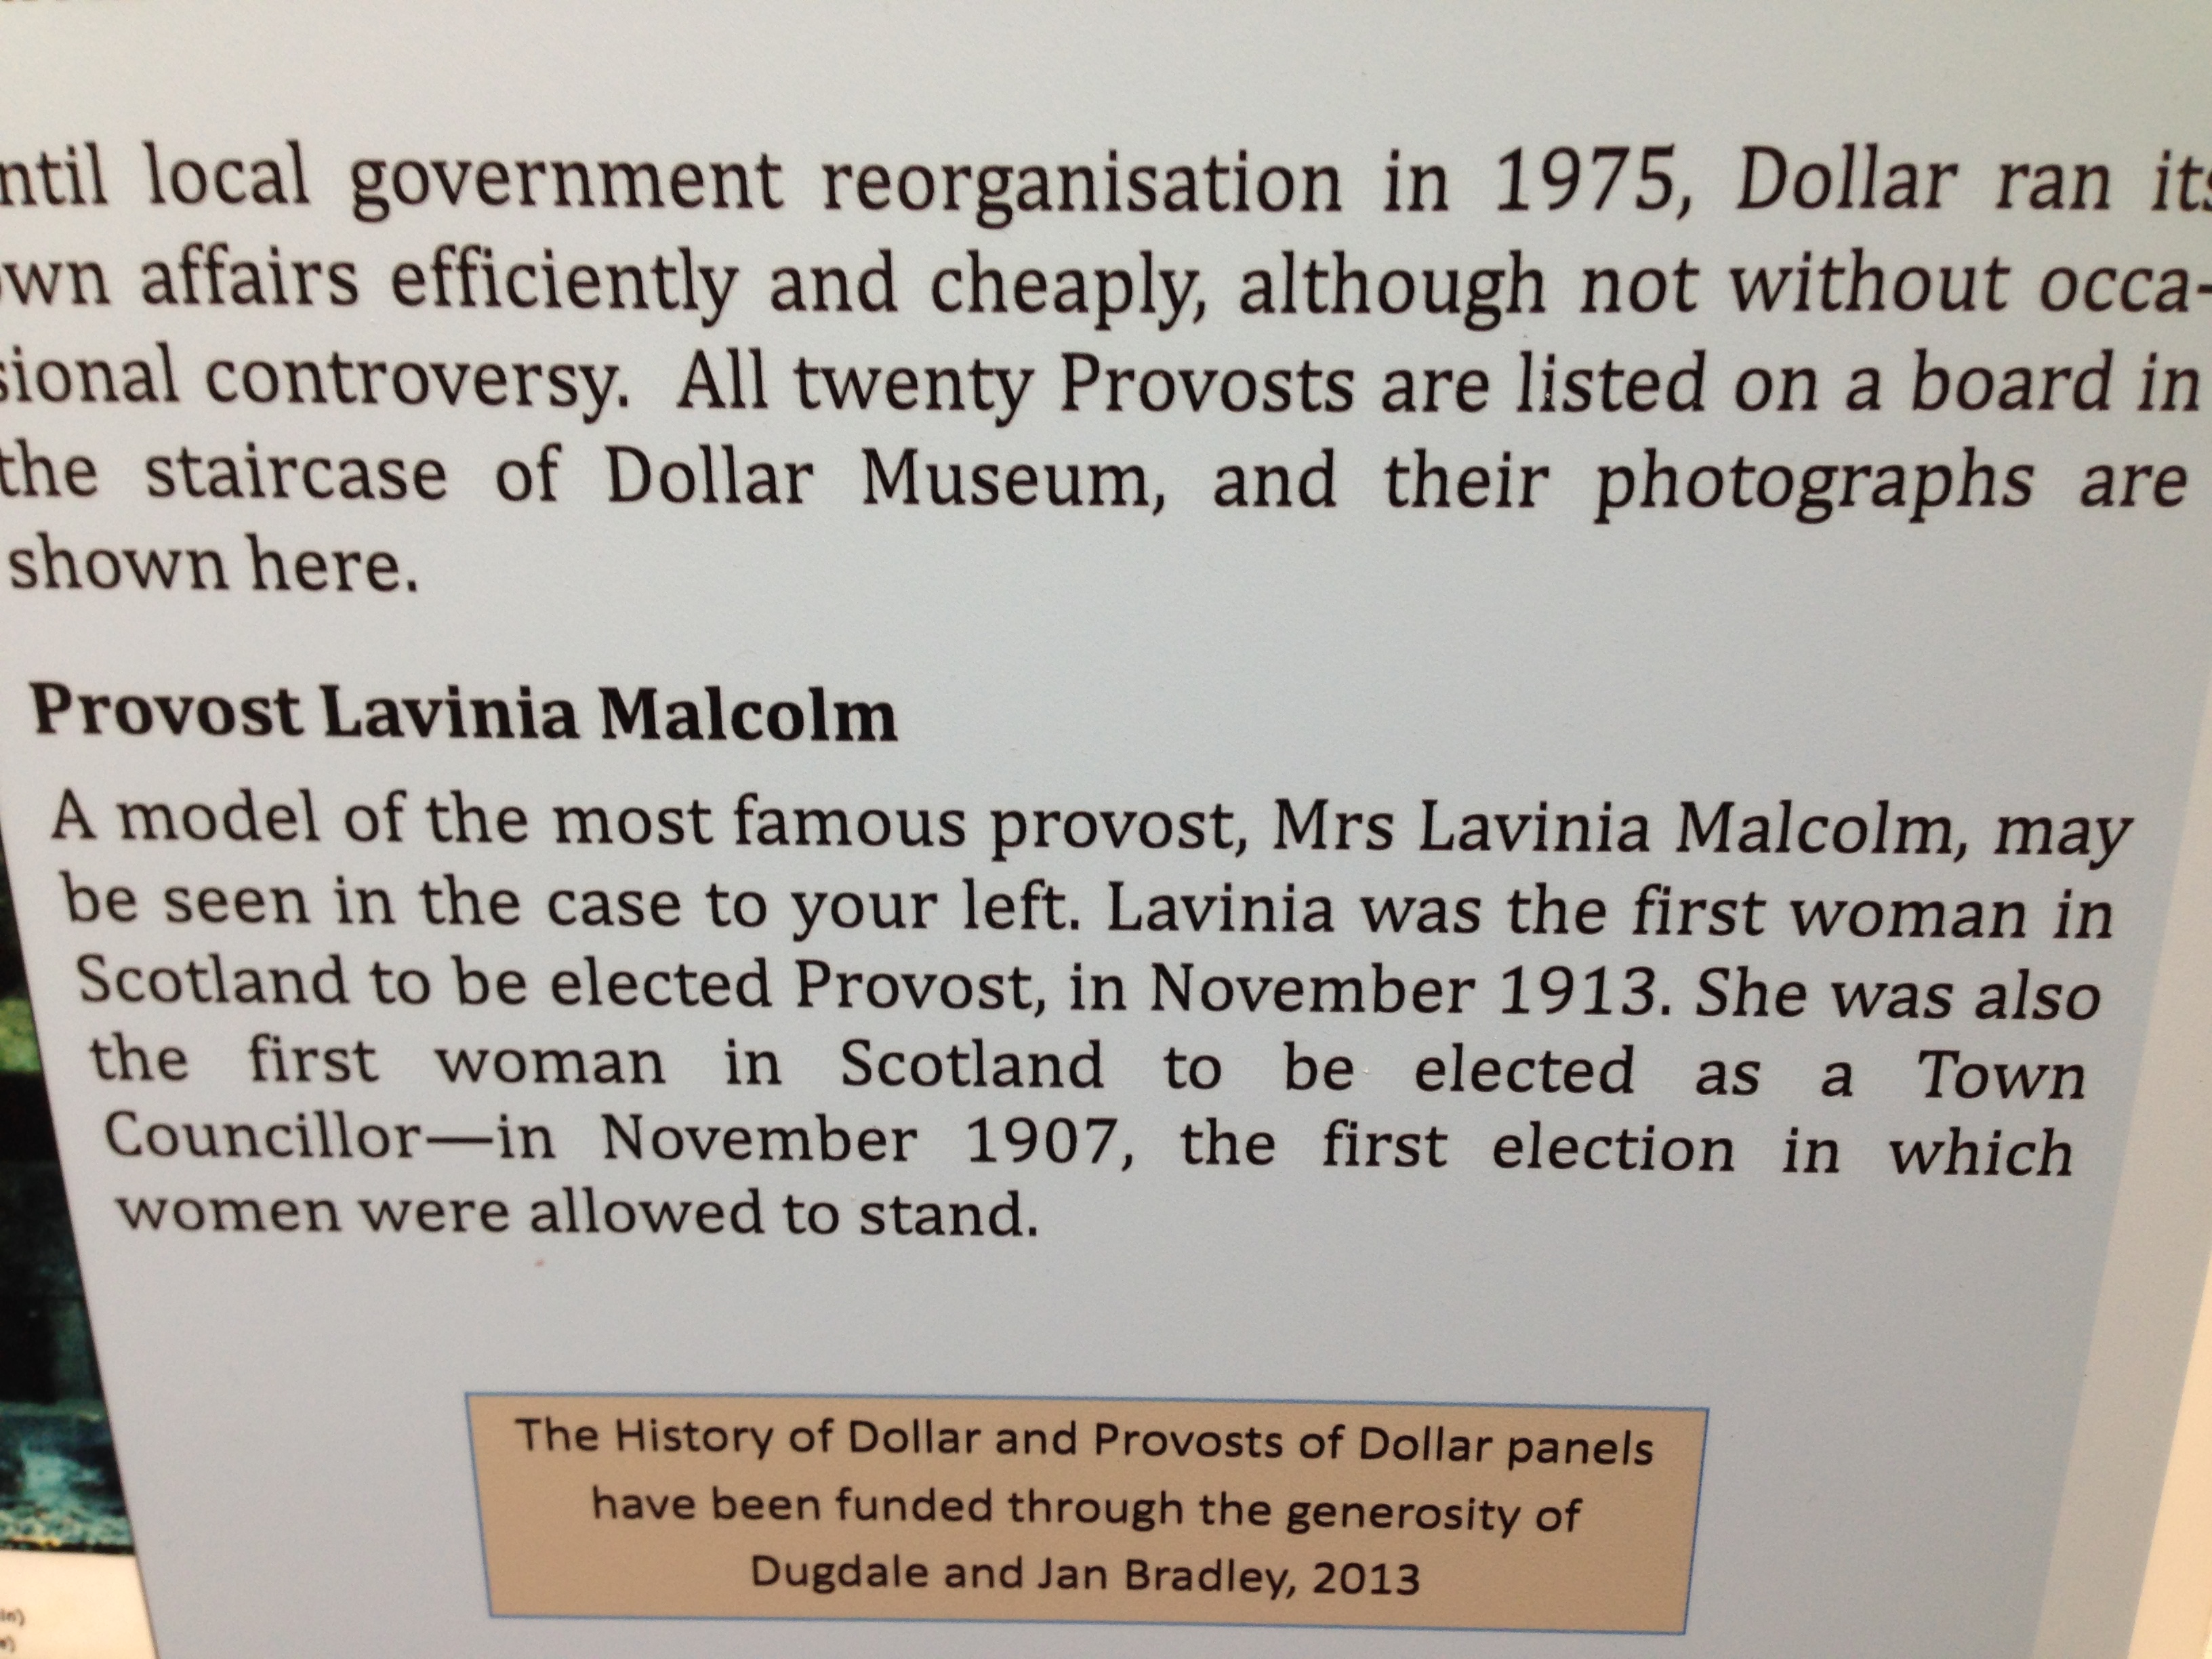 ntil local government reorganisation in 1975, Dollar ran its
own affairs efficiently and cheaply, although not without occa-
sional controversy. All twenty Provosts are listed on a board in
the staircase of Dollar Museum, and their photographs are
shown here.
Provost Lavinia Malcolm
A model of the most famous provost, Mrs Lavinia Malcolm, may
be seen in the case to your left. Lavinia was the first woman in
Scotland to be elected Provost, in November 1913. She was also
the first woman in Scotland to be elected as a Town
Councillor—in November 1907, the first election in which
women were allowed to stand.
The History of Dollar and Provosts of Dollar panels
have been funded through the generosity of
Dugdale and Jan Bradley, 2013